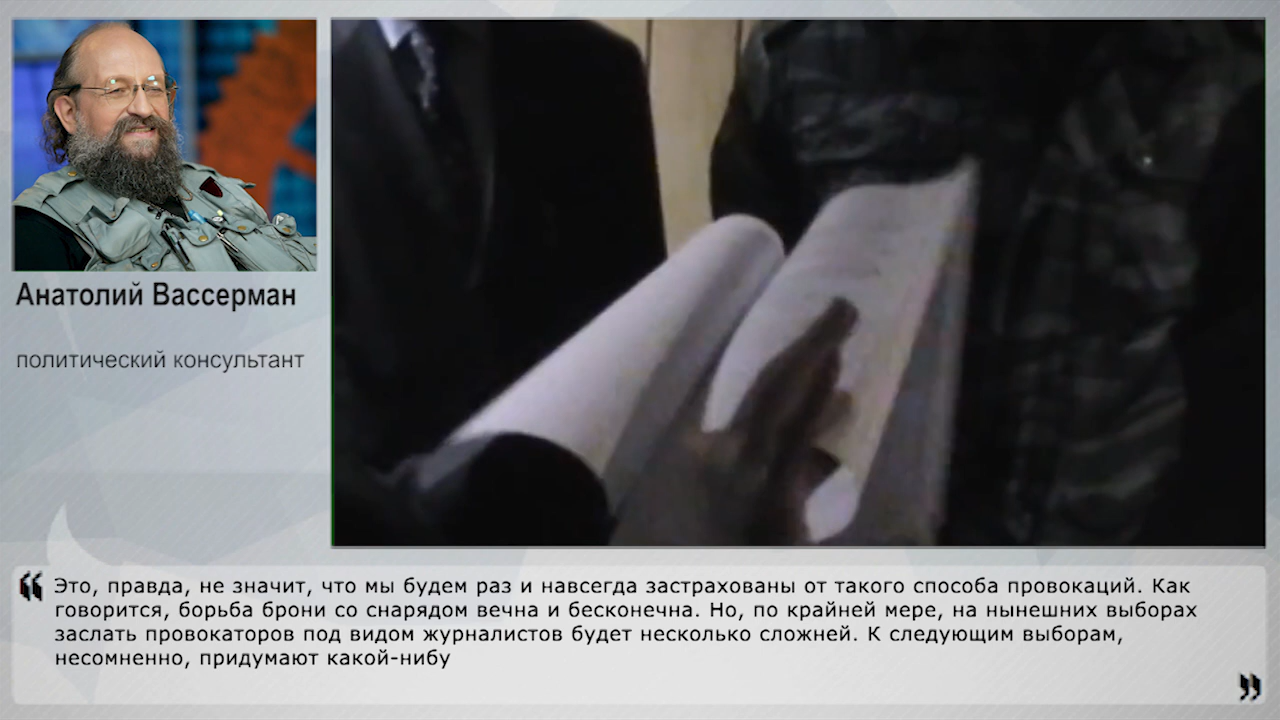 Анатолий Вассерман
политический консультант
“ Это, правда, не значит, что мы будем раз и навсегда застрахованы от такого способа провокаций. Как
говорится, борьба брони со снарядом вечна и бесконечна. Но, по крайней мере, на нынешних выборах
заслать провокаторов под видом журналистов будет несколько сложней. К следующим выборам,
несомненно, придумают какой-нибу
”